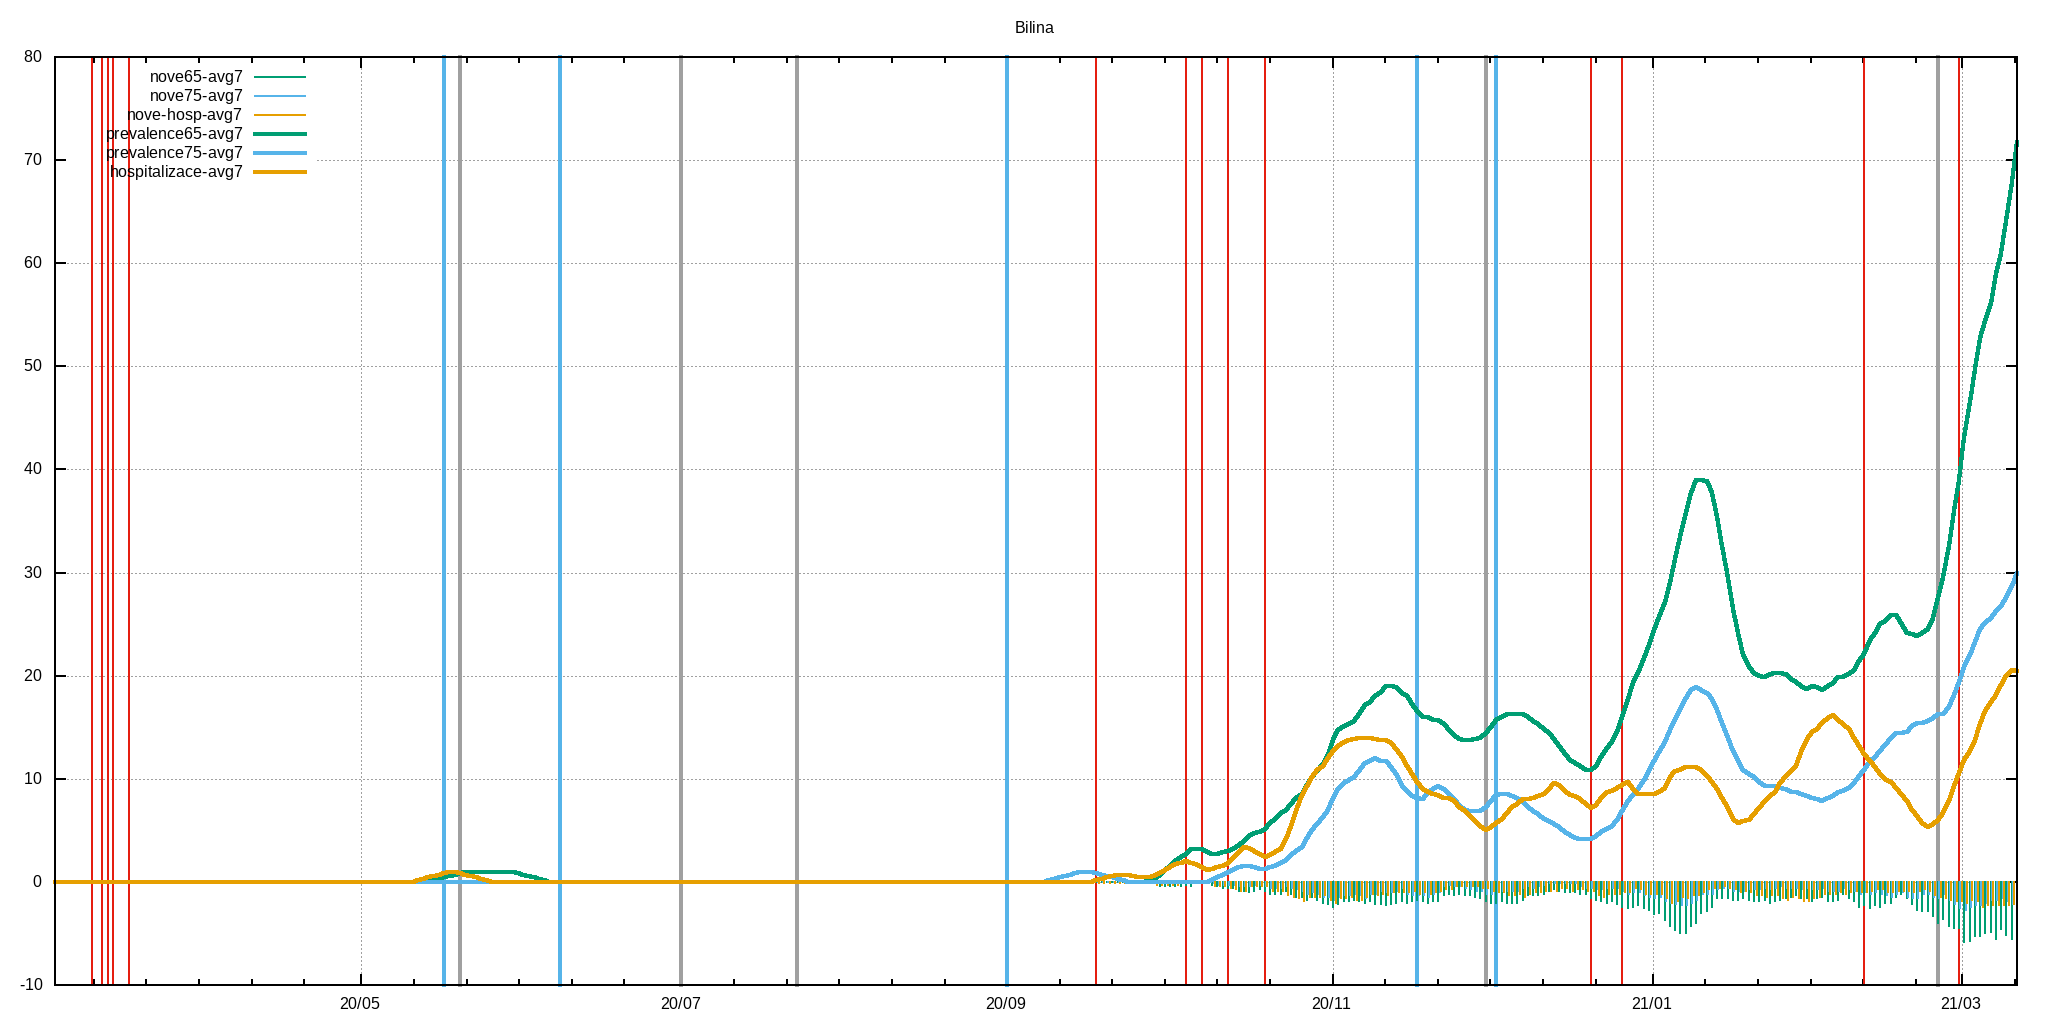 Bilina
80
70
60
50
40
30
20
10
0
-10
nove65-avg7
nove75-avg7
nove-hosp-avg7
prevalence65-avg7
prevalence75-avg7
hospitalizace-avg7
20/05 20/07 20/09 20/11 21/01 21/03